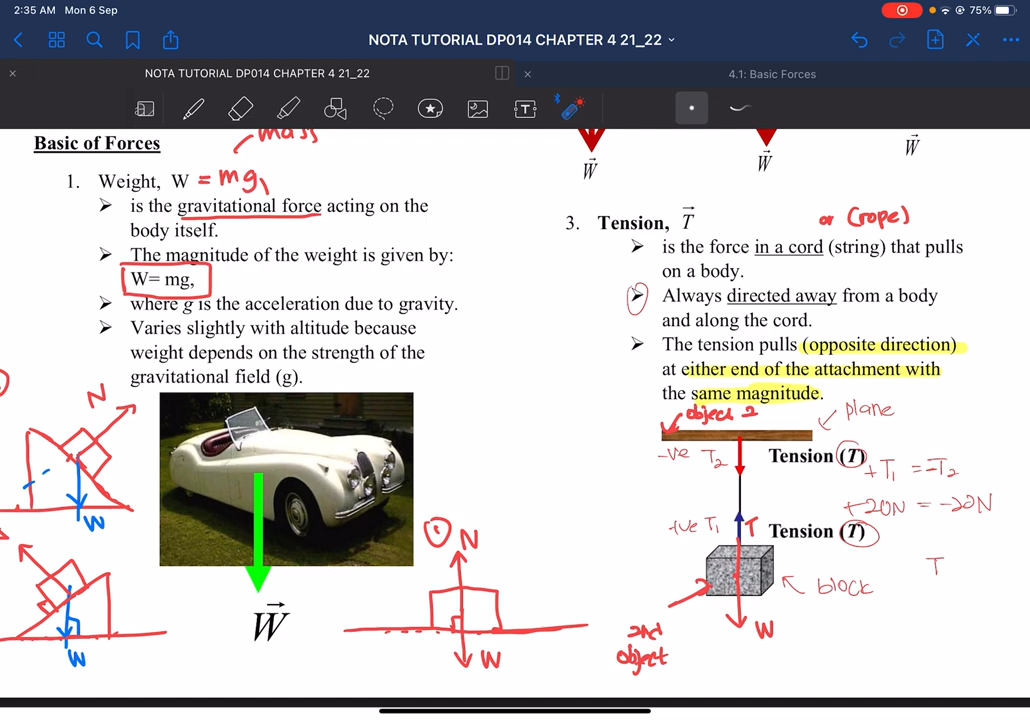 2:35 AM Mon 6 Sep
75%
NOTA TUTORIAL DP014 CHAPTER 4 21_22
NOTA TUTORIAL DP014 CHAPTER 4 21_22
4.1: Basic Forces
mass
Basic of Forces
1. Weight, W = mg
➢ is the gravitational force acting on the
body itself.
➢ The magnitude of the weight is given by:
W= mg,
➢ where g is the acceleration due to gravity.
➢ Varies slightly with altitude because
weight depends on the strength of the
gravitational field (g).
N
W
W
W
① N
W
W
W
W
3. Tension, T
or (rope)
➢ is the force in a cord (string) that pulls
on a body.
➢ Always directed away from a body
and along the cord.
➢ The tension pulls (opposite direction)
at either end of the attachment with
the same magnitude.
object 2
plane
-ve T₂
Tension (T)
+T₁ = -T₂
+20N = -20N
+ve T₁
T
Tension (T)
T
block
W
2nd
object